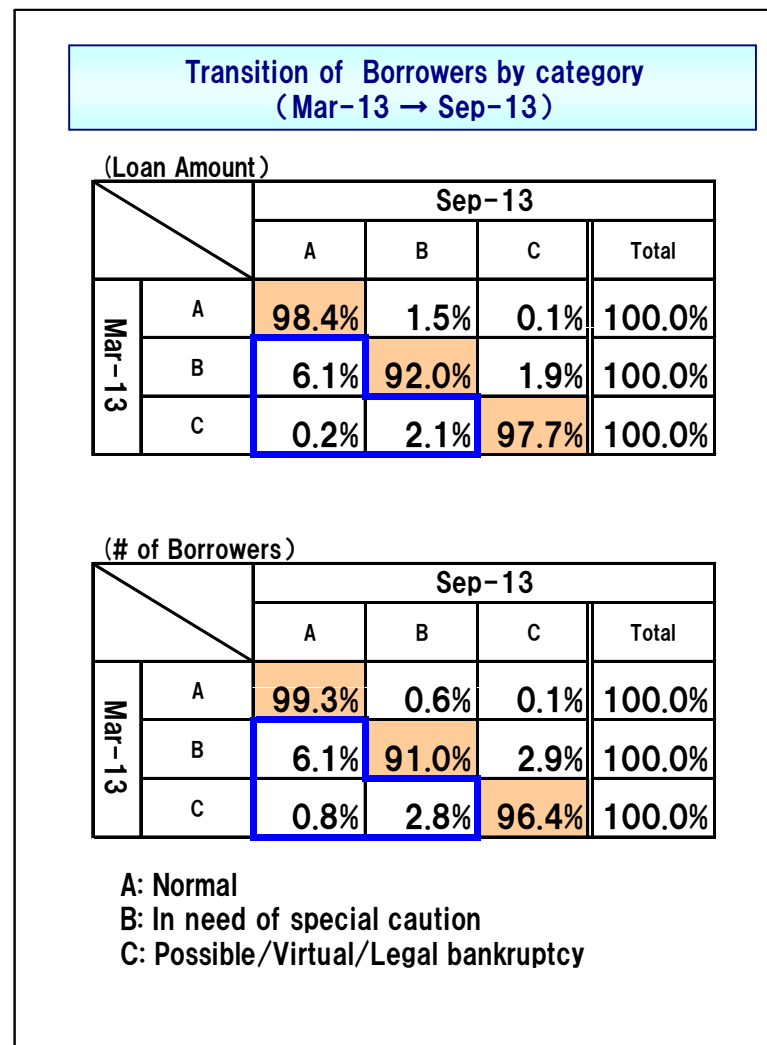 Transition of Borrowers by category
(Mar-13 → Sep-13)
(Loan Amount)
Sep-13
A B C Total
Mar-13
A 98.4% 1.5% 0.1% 100.0%
B 6.1% 92.0% 1.9% 100.0%
C 0.2% 2.1% 97.7% 100.0%
(# of Borrowers)
Sep-13
A B C Total
Mar-13
A 99.3% 0.6% 0.1% 100.0%
B 6.1% 91.0% 2.9% 100.0%
C 0.8% 2.8% 96.4% 100.0%
A: Normal
B: In need of special caution
C: Possible/Virtual/Legal bankruptcy